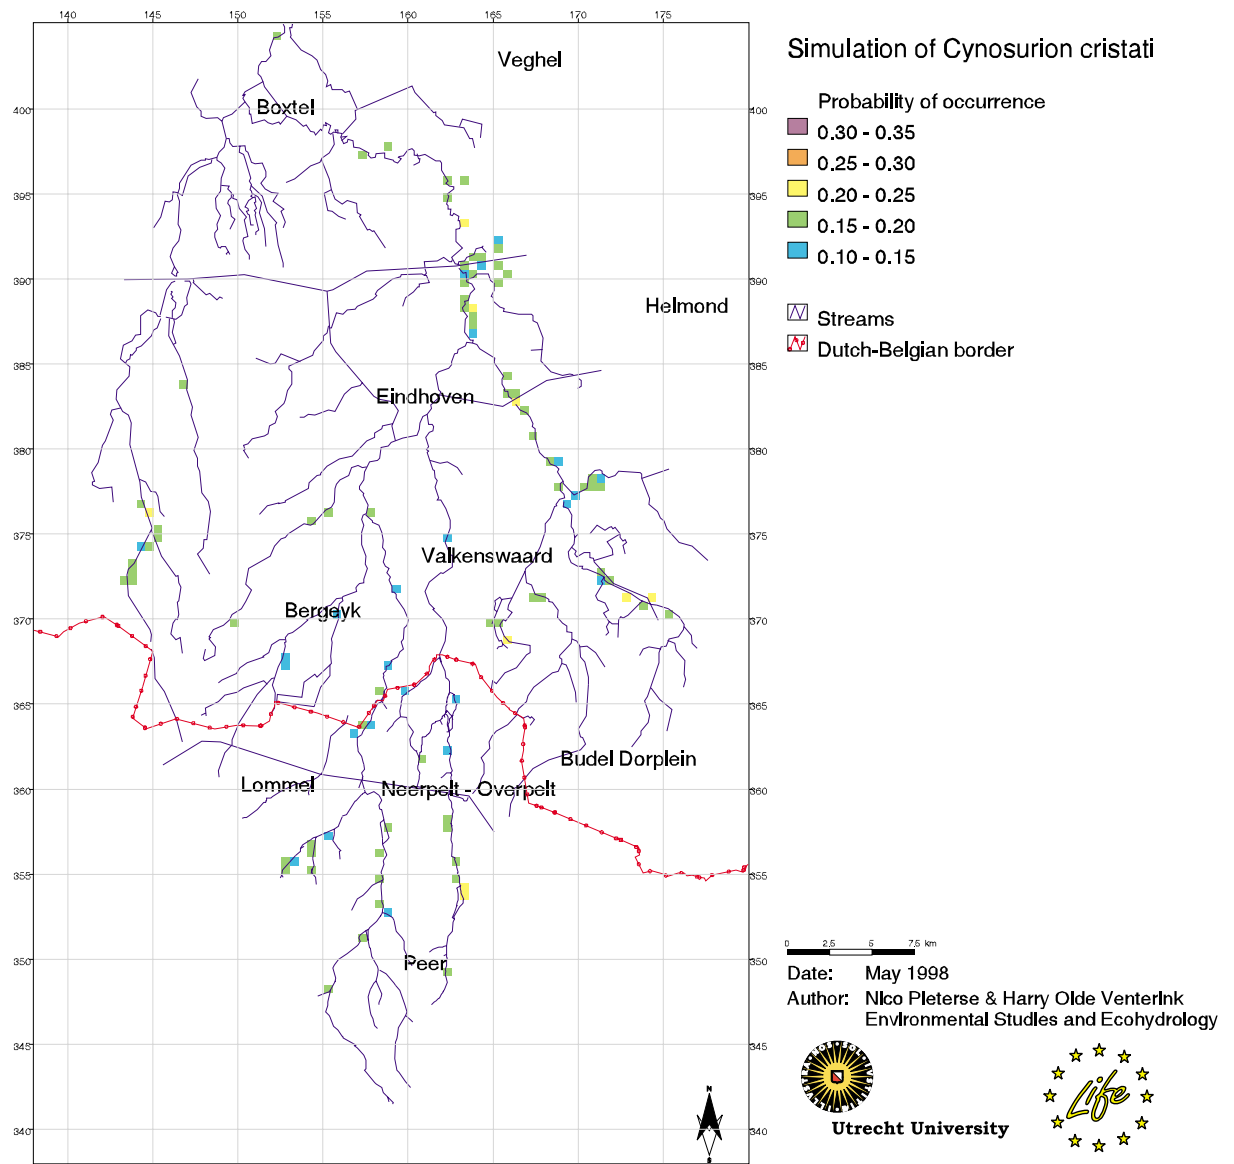 140 145 150 155 160 165 170 175
Simulation of Cynosurion cristati
Veghel
Boxtel
Probability of occurrence
0.30 - 0.35
0.25 - 0.30
0.20 - 0.25
0.15 - 0.20
0.10 - 0.15
Helmond
Streams
Dutch-Belgian border
Eindhoven
Valkenswaard
Bergeyk
Budel Dorplein
Lommel
Neerpelt - Overpelt
Peer
400 400
395 395
390 390
385 385
380 380
375 375
370 370
365 365
360 360
355 355
350 350
345 345
340 340
0 2.5 5 7.5 km
Date: May 1998
Author: Nico Pleterse & Harry Olde Venterink
Environmental Studies and Ecohydrology
N
S
Life
Utrecht University